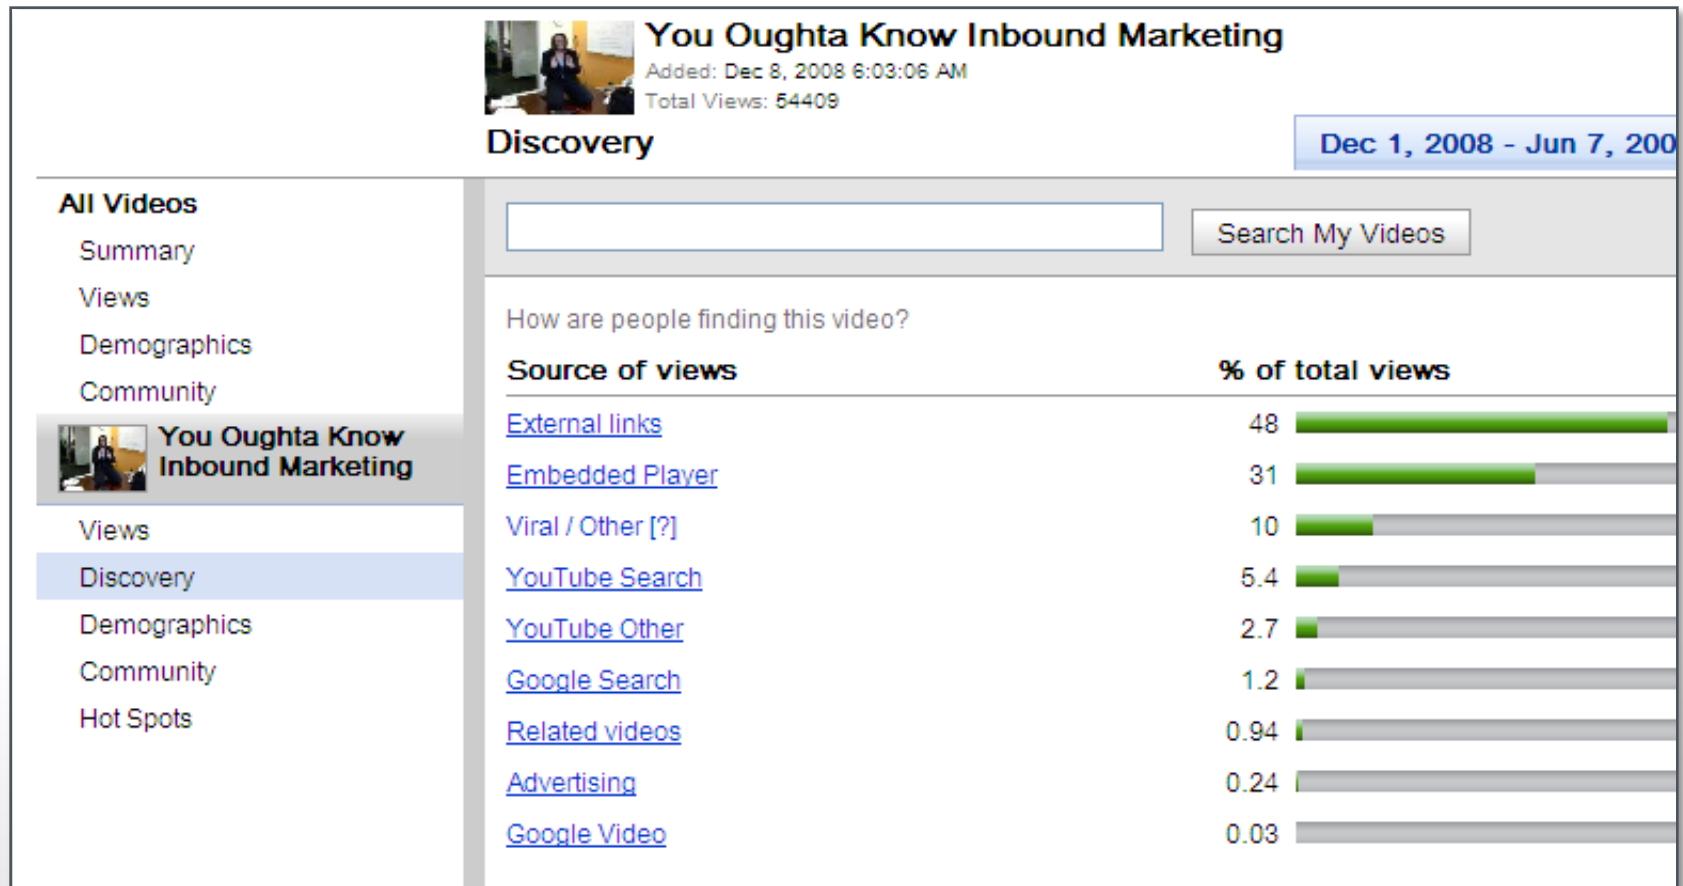 You Oughta Know Inbound Marketing
Added: Dec 8, 2008 6:03:06 AM
Total Views: 54409
Discovery
Dec 1, 2008 - Jun 7, 200
All Videos
Summary
Views
Demographics
Community
You Oughta Know
Inbound Marketing
Views
Discovery
Demographics
Community
Hot Spots
Search My Videos
How are people finding this video?
Source of views % of total views
External links 48
Embedded Player 31
Viral / Other [?] 10
YouTube Search 5.4
YouTube Other 2.7
Google Search 1.2
Related videos 0.94
Advertising 0.24
Google Video 0.03